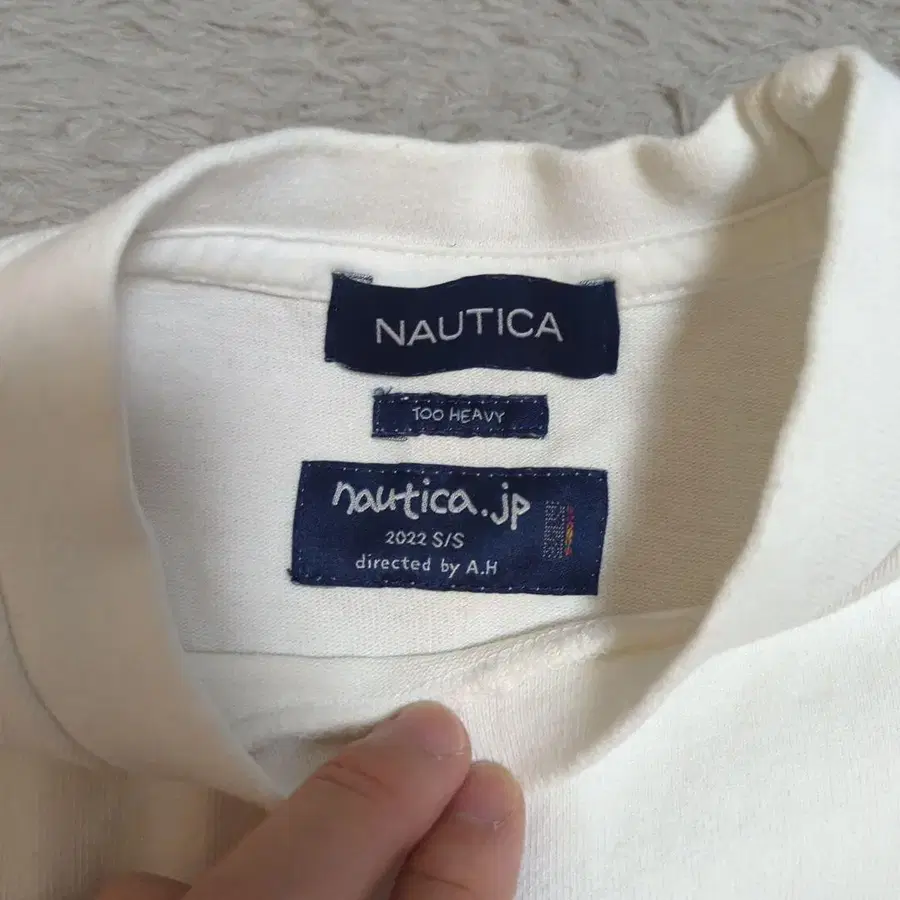 NAUTICA
TOO HEAVY
nautica.jp
2022 S/S
directed by A.H